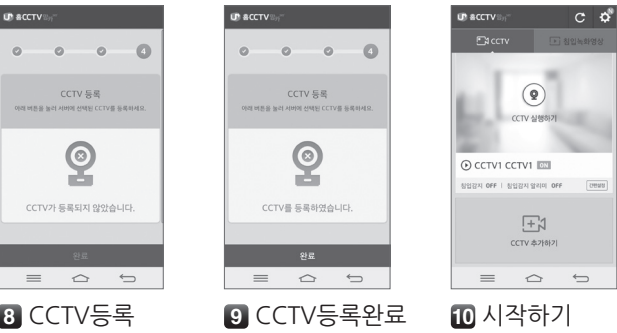 홈CCTV
4
CCTV 등록
아래 버튼을 눌러 서버에 선택된 CCTV를 등록하세요.
CCTV가 등록되지 않았습니다.
완료
8 CCTV등록
홈CCTV
4
CCTV 등록
아래 버튼을 눌러 서버에 선택된 CCTV를 등록하세요.
CCTV를 등록하였습니다.
완료
9 CCTV등록완료
홈CCTV
N
CCTV 침입녹화영상
CCTV 실행하기
CCTV1 CCTV1 ON
침입감지 OFF | 침입감지 알리미 OFF 간편설정
CCTV 추가하기
10 시작하기